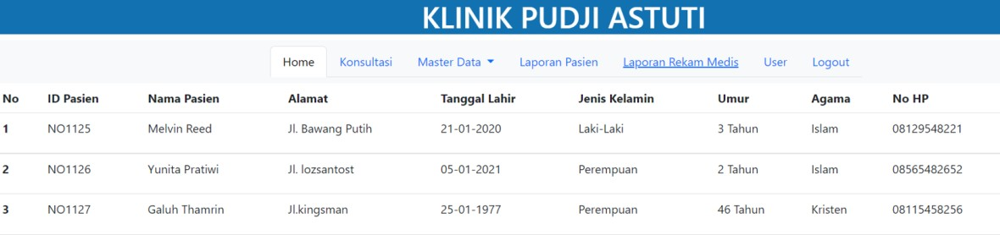 KLINIK PUDJI ASTUTI
Home Konsultasi Master Data Laporan Pasien Laporan Rekam Medis User Logout
No ID Pasien Nama Pasien Alamat Tanggal Lahir Jenis Kelamin Umur Agama No HP
1 NO1125 Melvin Reed Jl. Bawang Putih 21-01-2020 Laki-Laki 3 Tahun Islam 08129548221
2 NO1126 Yunita Pratiwi Jl. lozsantost 05-01-2021 Perempuan 2 Tahun Islam 08565482652
3 NO1127 Galuh Thamrin Jl.kingsman 25-01-1977 Perempuan 46 Tahun Kristen 08115458256